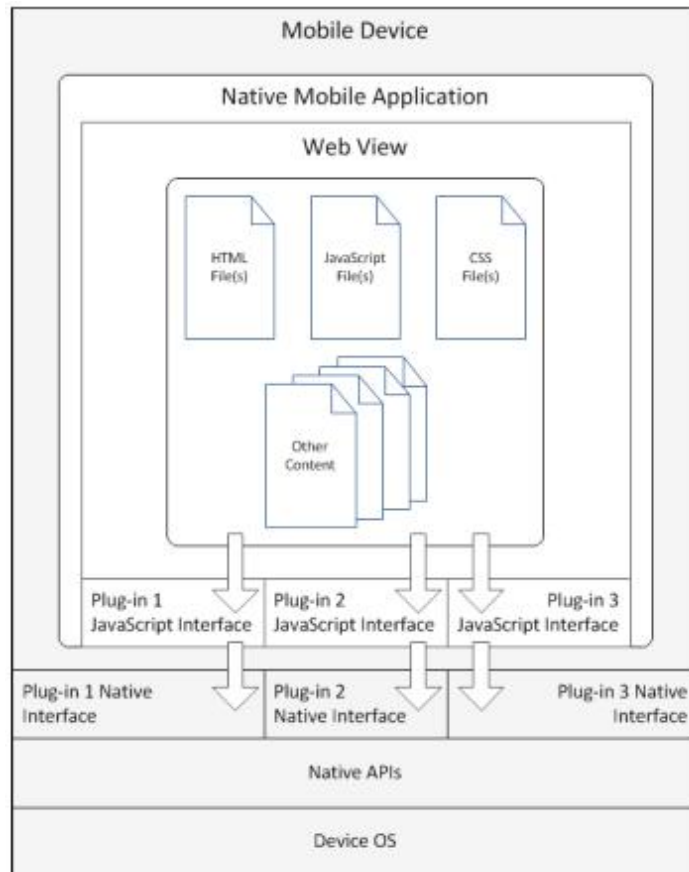 Mobile Device
Native Mobile Application
Web View
HTML
File(s)
JavaScript
File(s)
CSS
File(s)
Other
Content
Plug-in 1
JavaScript Interface
Plug-in 2
JavaScript Interface
Plug-in 3
JavaScript Interface
Plug-in 1 Native
Interface
Plug-in 2
Native Interface
Plug-in 3 Native
Interface
Native APIs
Device OS